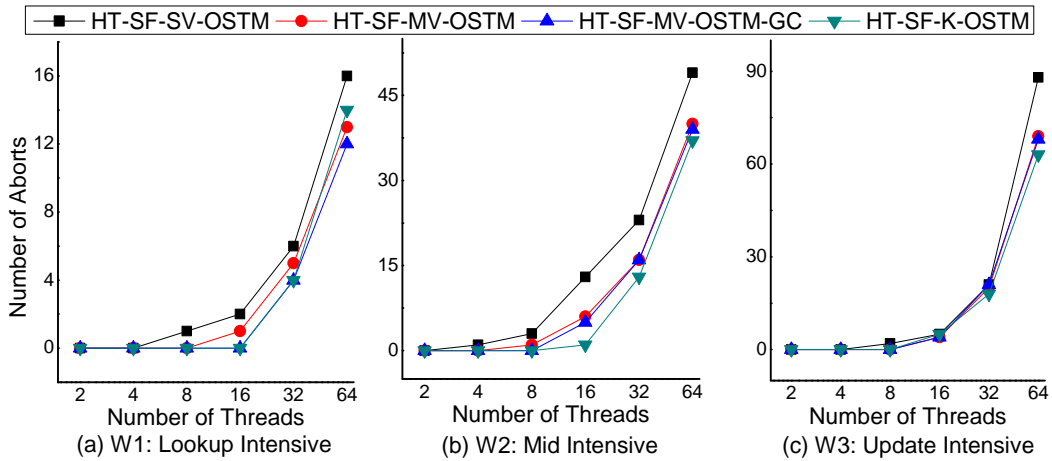 HT-SF-SV-OSTM HT-SF-MV-OSTM HT-SF-MV-OSTM-GC HT-SF-K-OSTM
Number of Aborts
16
12
8
4
0
2 4 8 16 32 64
Number of Threads
(a) W1: Lookup Intensive
45
30
15
0
2 4 8 16 32 64
Number of Threads
(b) W2: Mid Intensive
90
60
30
0
2 4 8 16 32 64
Number of Threads
(c) W3: Update Intensive